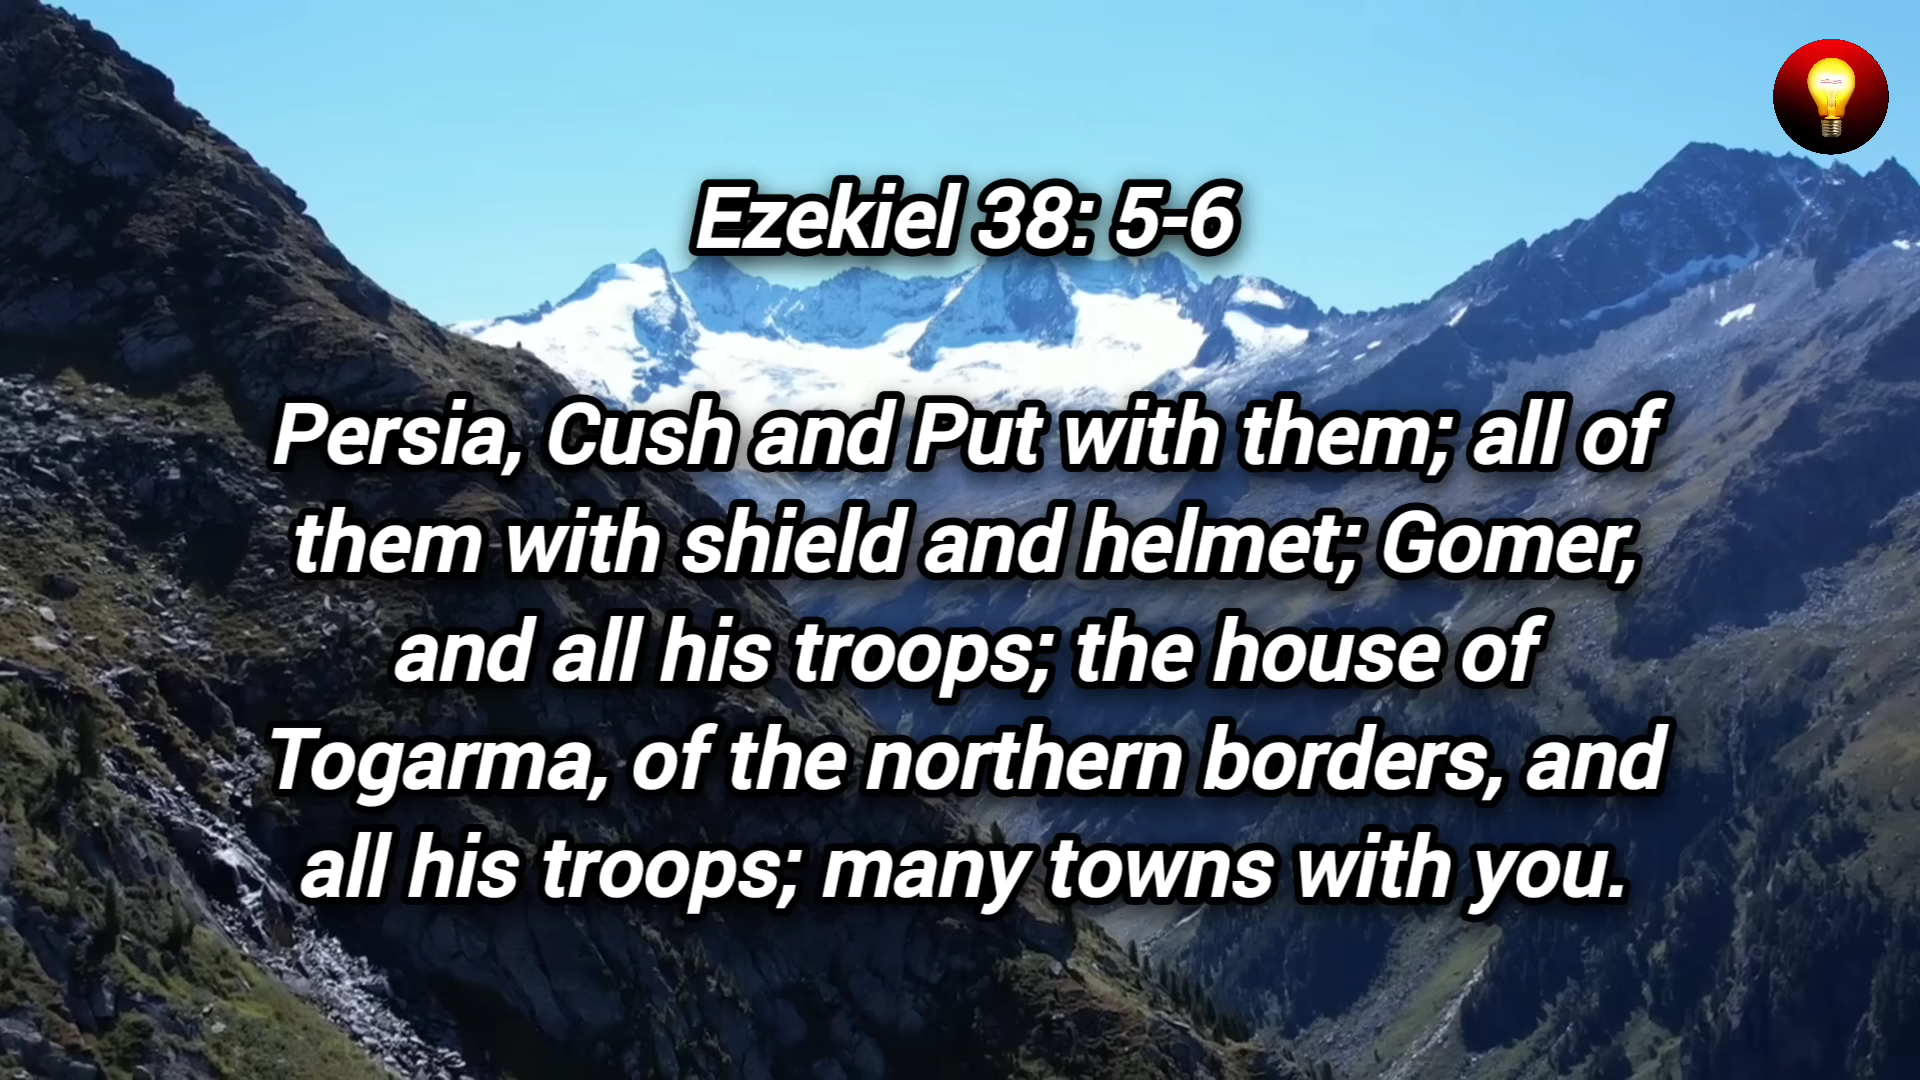 Ezekiel 38: 5-6
Persia, Cush and Put with them; all of
them with shield and helmet; Gomer,
and all his troops; the house of
Togarma, of the northern borders, and
all his troops; many towns with you.